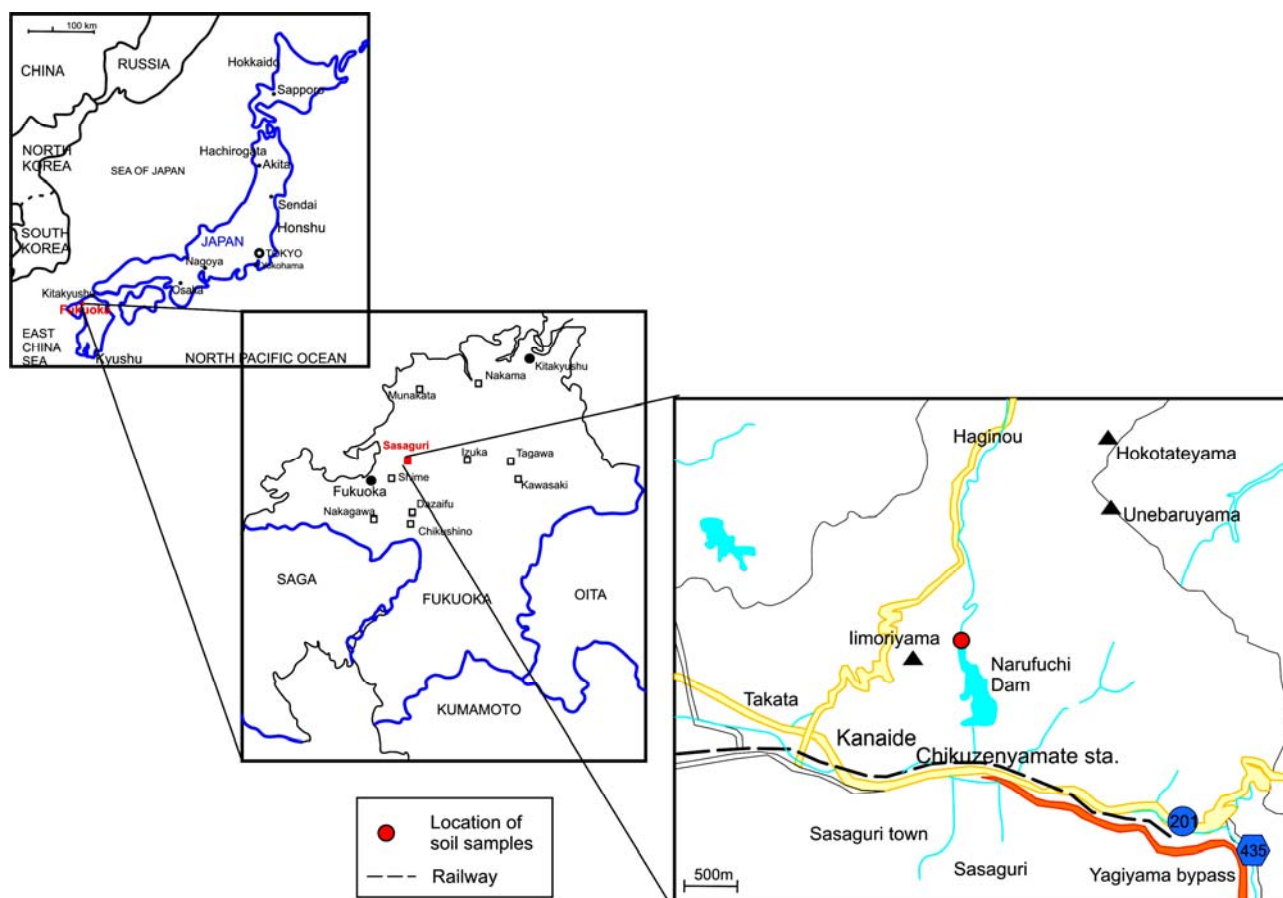 100 km
CHINA
RUSSIA
Hokkaido
Sapporo
NORTH
KOREA
SEA OF JAPAN
Hachirogata
Akita
Sendai
SOUTH
KOREA
Honshu
JAPAN
TOKYO
Yokohama
Nagoya
Osaka
Kitakyushu
Fukuoka
EAST
CHINA
SEA
Kyushu
NORTH PACIFIC OCEAN
Kitakyushu
Nakama
Munakata
Sasaguri
Izuka
Tagawa
Shime
Kawasaki
Fukuoka
Dazaifu
Nakagawa
Chikushino
SAGA
FUKUOKA
OITA
KUMAMOTO
Haginou
Hokotateyama
Unebaruyama
Iimoriyama
Narufuchi
Dam
Takata
Kanaide
Chikuzenyamate sta.
201
435
Sasaguri town
Sasaguri
Yagiyama bypass
500m
Location of
soil samples
Railway